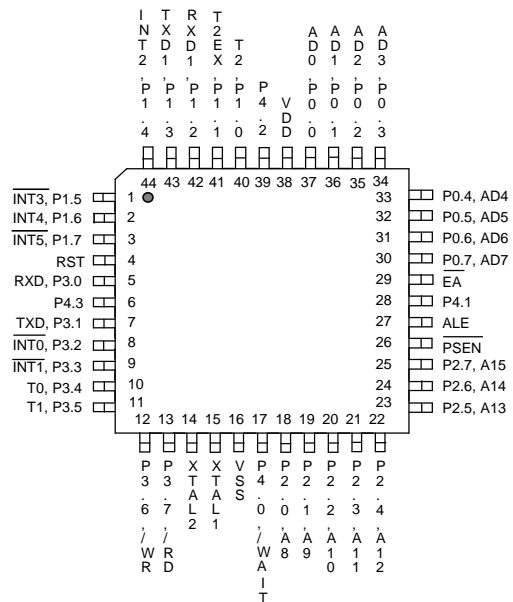 INT2, P1.4
TXD1, P1.3
RXD1, P1.2
T2EX, P1.1
T2, P1.0
P4.2
VDD
AD0, P0.0
AD1, P0.1
AD2, P0.2
AD3, P0.3
44 43 42 41 40 39 38 37 36 35 34
INT3, P1.5 1
INT4, P1.6 2
INT5, P1.7 3
RST 4
RXD, P3.0 5
P4.3 6
TXD, P3.1 7
INT0, P3.2 8
INT1, P3.3 9
T0, P3.4 10
T1, P3.5 11
33 P0.4, AD4
32 P0.5, AD5
31 P0.6, AD6
30 P0.7, AD7
29 EA
28 P4.1
27 ALE
26 PSEN
25 P2.7, A15
24 P2.6, A14
23 P2.5, A13
12 13 14 15 16 17 18 19 20 21 22
P3.6, /WR
P3.7, /RD
XTAL2
XTAL1
VSS
P4.0, /WAIT
P2.0, A8
P2.1, A9
P2.2, A10
P2.3, A11
P2.4, A12